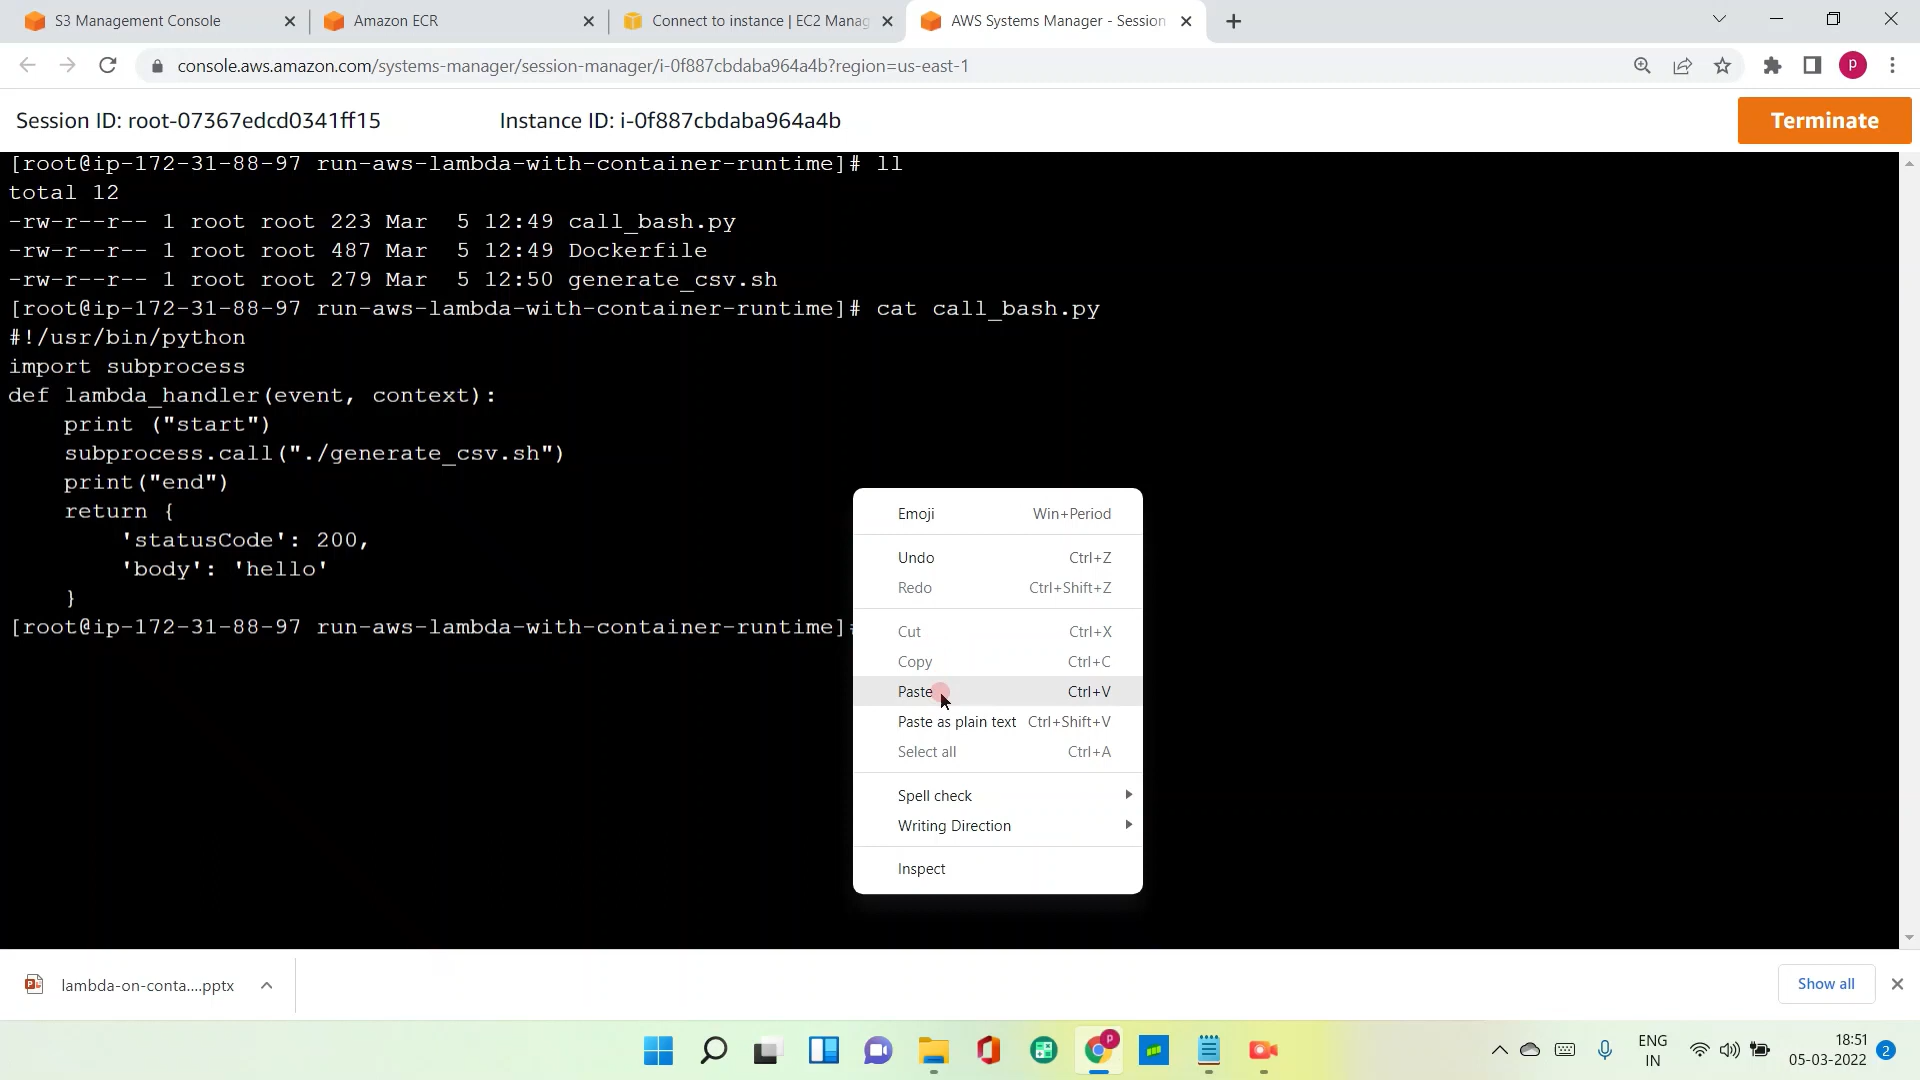 S3 Management Console
Amazon ECR
Connect to instance | EC2 Manag
AWS Systems Manager - Session
console.aws.amazon.com/systems-manager/session-manager/i-0f887cbdaba964a4b?region=us-east-1
P
Session ID: root-07367edcd0341ff15
Instance ID: i-0f887cbdaba964a4b
Terminate
[root@ip-172-31-88-97 run-aws-lambda-with-container-runtime]# ll
total 12
-rw-r--r-- 1 root root 223 Mar  5 12:49 call_bash.py
-rw-r--r-- 1 root root 487 Mar  5 12:49 Dockerfile
-rw-r--r-- 1 root root 279 Mar  5 12:50 generate_csv.sh
[root@ip-172-31-88-97 run-aws-lambda-with-container-runtime]# cat call_bash.py
#!/usr/bin/python
import subprocess
def lambda_handler(event, context):
    print ("start")
    subprocess.call("./generate_csv.sh")
    print("end")
    return {
        'statusCode': 200,
        'body': 'hello'
    }
[root@ip-172-31-88-97 run-aws-lambda-with-container-runtime]
Emoji Win+Period
Undo Ctrl+Z
Redo Ctrl+Shift+Z
Cut Ctrl+X
Copy Ctrl+C
Paste Ctrl+V
Paste as plain text Ctrl+Shift+V
Select all Ctrl+A
Spell check
Writing Direction
Inspect
lambda-on-conta....pptx
Show all
P
ENG
IN
18:51
05-03-2022
2